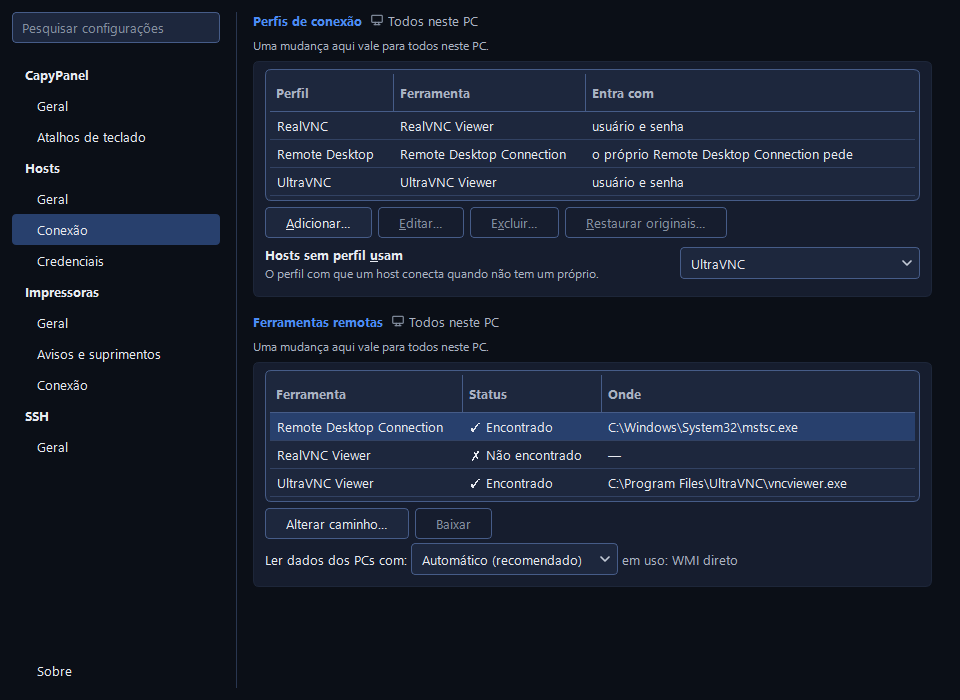 Pesquisar configurações
CapyPanel
Geral
Atalhos de teclado
Hosts
Geral
Conexão
Credenciais
Impressoras
Geral
Avisos e suprimentos
Conexão
SSH
Geral
Sobre
Perfis de conexão Todos neste PC
Uma mudança aqui vale para todos neste PC.
Perfil Ferramenta Entra com
RealVNC RealVNC Viewer usuário e senha
Remote Desktop Remote Desktop Connection o próprio Remote Desktop Connection pede
UltraVNC UltraVNC Viewer usuário e senha
Adicionar... Editar... Excluir... Restaurar originais...
Hosts sem perfil usam
O perfil com que um host conecta quando não tem um próprio.
UltraVNC
Ferramentas remotas Todos neste PC
Uma mudança aqui vale para todos neste PC.
Ferramenta Status Onde
Remote Desktop Connection ✓ Encontrado C:\Windows\System32\mstsc.exe
RealVNC Viewer ✗ Não encontrado —
UltraVNC Viewer ✓ Encontrado C:\Program Files\UltraVNC\vncviewer.exe
Alterar caminho... Baixar
Ler dados dos PCs com: Automático (recomendado) em uso: WMI direto